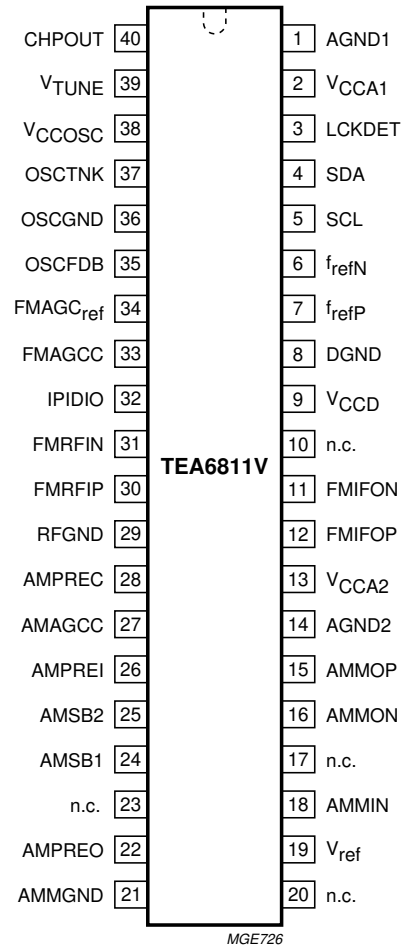 CHPOUT 40 1 AGND1
VTUNE 39 2 VCCA1
VCCOSC 38 3 LCKDET
OSCTNK 37 4 SDA
OSCGND 36 5 SCL
OSCFDB 35 6 frefN
FMAGCref 34 7 frefP
FMAGCC 33 8 DGND
IPIDIO 32 9 VCCD
FMRFIN 31 10 n.c.
TEA6811V
FMRFIP 30 11 FMIFON
RFGND 29 12 FMIFOP
AMPREC 28 13 VCCA2
AMAGCC 27 14 AGND2
AMPREI 26 15 AMMOP
AMSB2 25 16 AMMON
AMSB1 24 17 n.c.
n.c. 23 18 AMMIN
AMPREO 22 19 Vref
AMMGND 21 20 n.c.
MGE726